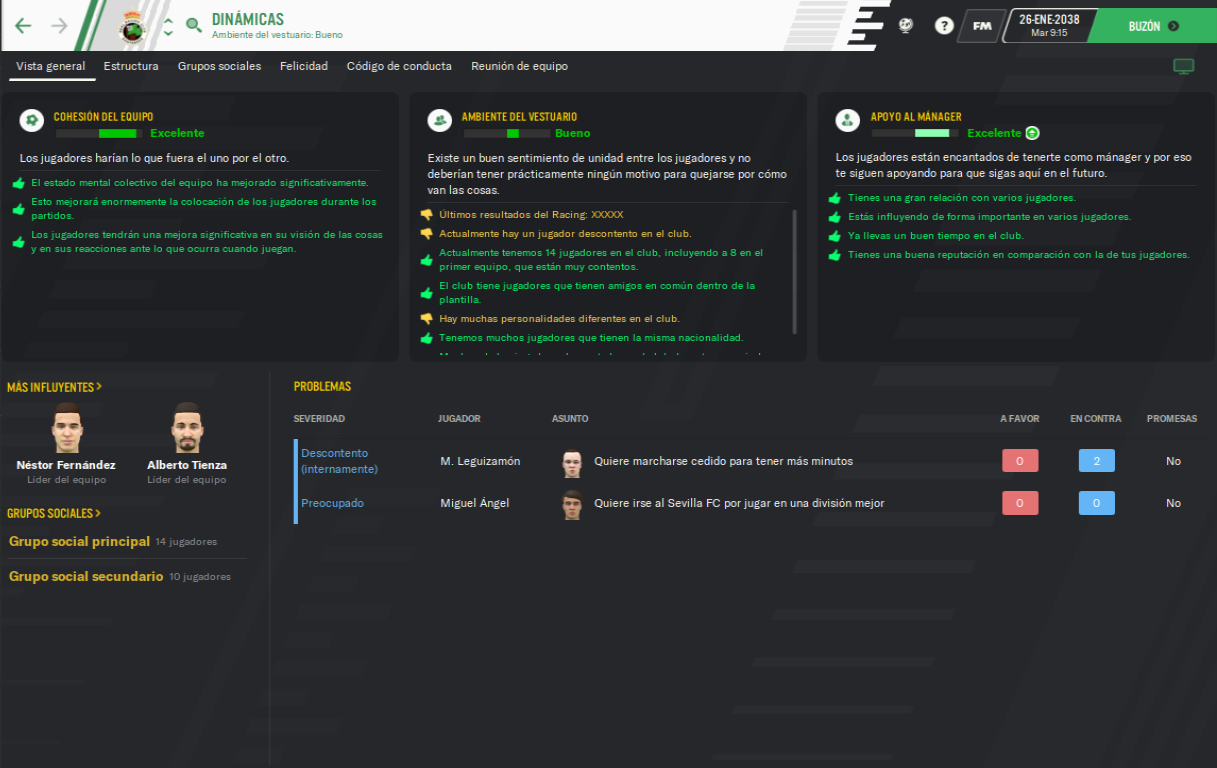 DINÁMICAS
Ambiente del vestuario: Bueno
?
FM
26-ENE-2038
Mar 9:15
BUZÓN
Vista general
Estructura
Grupos sociales
Felicidad
Código de conducta
Reunión de equipo
COHESIÓN DEL EQUIPO
Excelente
Los jugadores harían lo que fuera el uno por el otro.
El estado mental colectivo del equipo ha mejorado significativamente.
Esto mejorará enormemente la colocación de los jugadores durante los
partidos.
Los jugadores tendrán una mejora significativa en su visión de las cosas
y en sus reacciones ante lo que ocurra cuando juegan.
AMBIENTE DEL VESTUARIO
Bueno
Existe un buen sentimiento de unidad entre los jugadores y no
deberían tener prácticamente ningún motivo para quejarse por cómo
van las cosas.
Últimos resultados del Racing: XXXXX
Actualmente hay un jugador descontento en el club.
Actualmente tenemos 14 jugadores en el club, incluyendo a 8 en el
primer equipo, que están muy contentos.
El club tiene jugadores que tienen amigos en común dentro de la
plantilla.
Hay muchas personalidades diferentes en el club.
Tenemos muchos jugadores que tienen la misma nacionalidad.
APOYO AL MÁNAGER
Excelente
Los jugadores están encantados de tenerte como mánager y por eso
te siguen apoyando para que sigas aquí en el futuro.
Tienes una gran relación con varios jugadores.
Estás influyendo de forma importante en varios jugadores.
Ya llevas un buen tiempo en el club.
Tienes una buena reputación en comparación con la de tus jugadores.
MÁS INFLUYENTES >
Néstor Fernández
Líder del equipo
Alberto Tienza
Líder del equipo
GRUPOS SOCIALES >
Grupo social principal 14 jugadores
Grupo social secundario 10 jugadores
PROBLEMAS
SEVERIDAD JUGADOR ASUNTO A FAVOR EN CONTRA PROMESAS
Descontento
(internamente)
M. Leguizamón Quiere marcharse cedido para tener más minutos 0 2 No
Preocupado Miguel Ángel Quiere irse al Sevilla FC por jugar en una división mejor 0 0 No